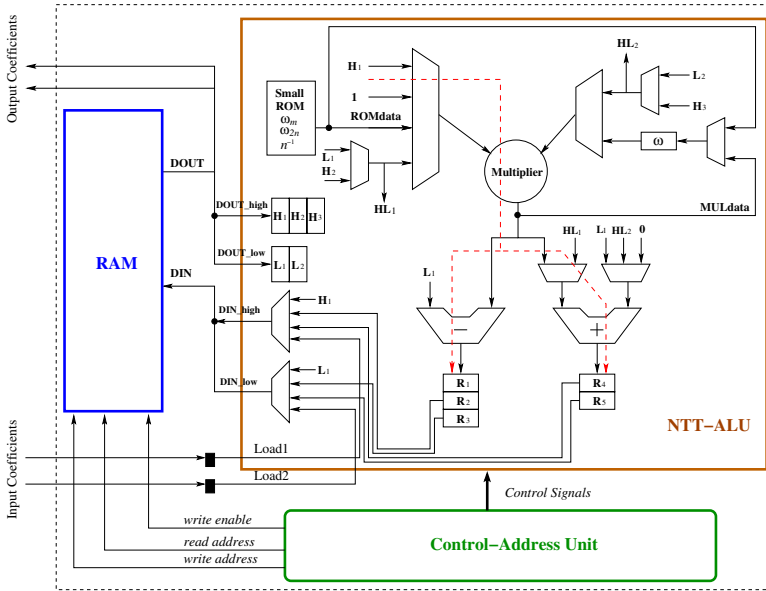 Output Coefficients
H1
1
ROMdata
Small
ROM
ωm
ω2n
n⁻¹
L1
H2
HL1
Multiplier
HL2
L2
H3
ω
MULdata
RAM
DOUT
DOUT_high
H1 H2 H3
DOUT_low
L1 L2
DIN
DIN_high
H1
DIN_low
L1
L1
HL1
L1 HL2 0
−
+
R1
R2
R3
R4
R5
NTT−ALU
Input Coefficients
Load1
Load2
Control Signals
write enable
read address
write address
Control−Address Unit